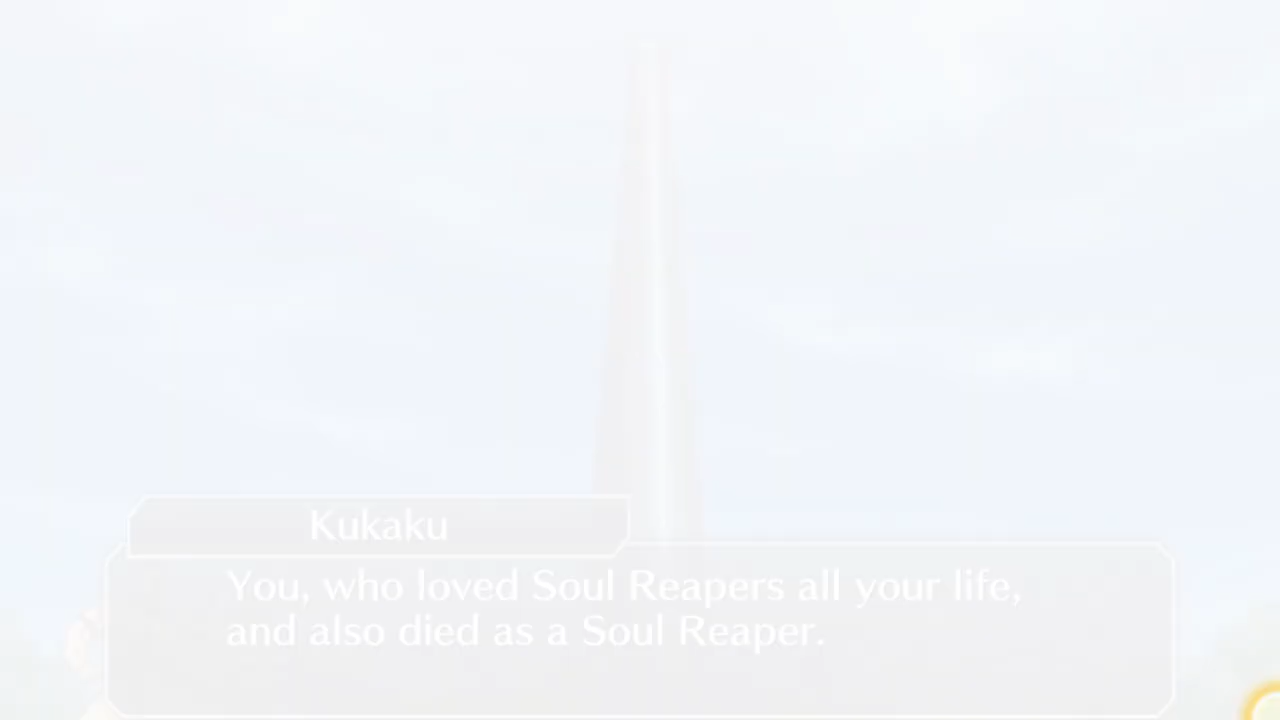 Kukaku
You, who loved Soul Reapers all your life,
and also died as a Soul Reaper.